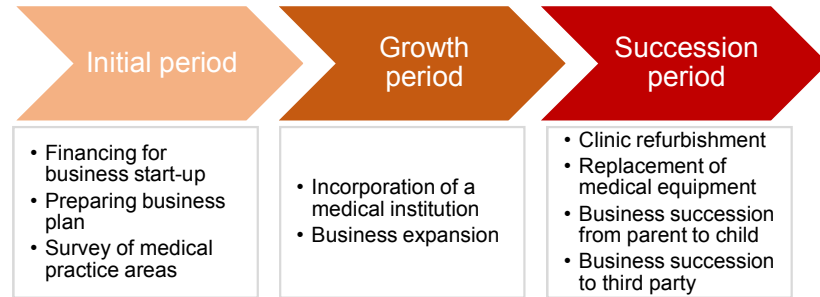 Initial period
Growth
period
Succession
period
• Financing for
business start-up
• Preparing business
plan
• Survey of medical
practice areas
• Incorporation of a
medical institution
• Business expansion
• Clinic refurbishment
• Replacement of
medical equipment
• Business succession
from parent to child
• Business succession
to third party